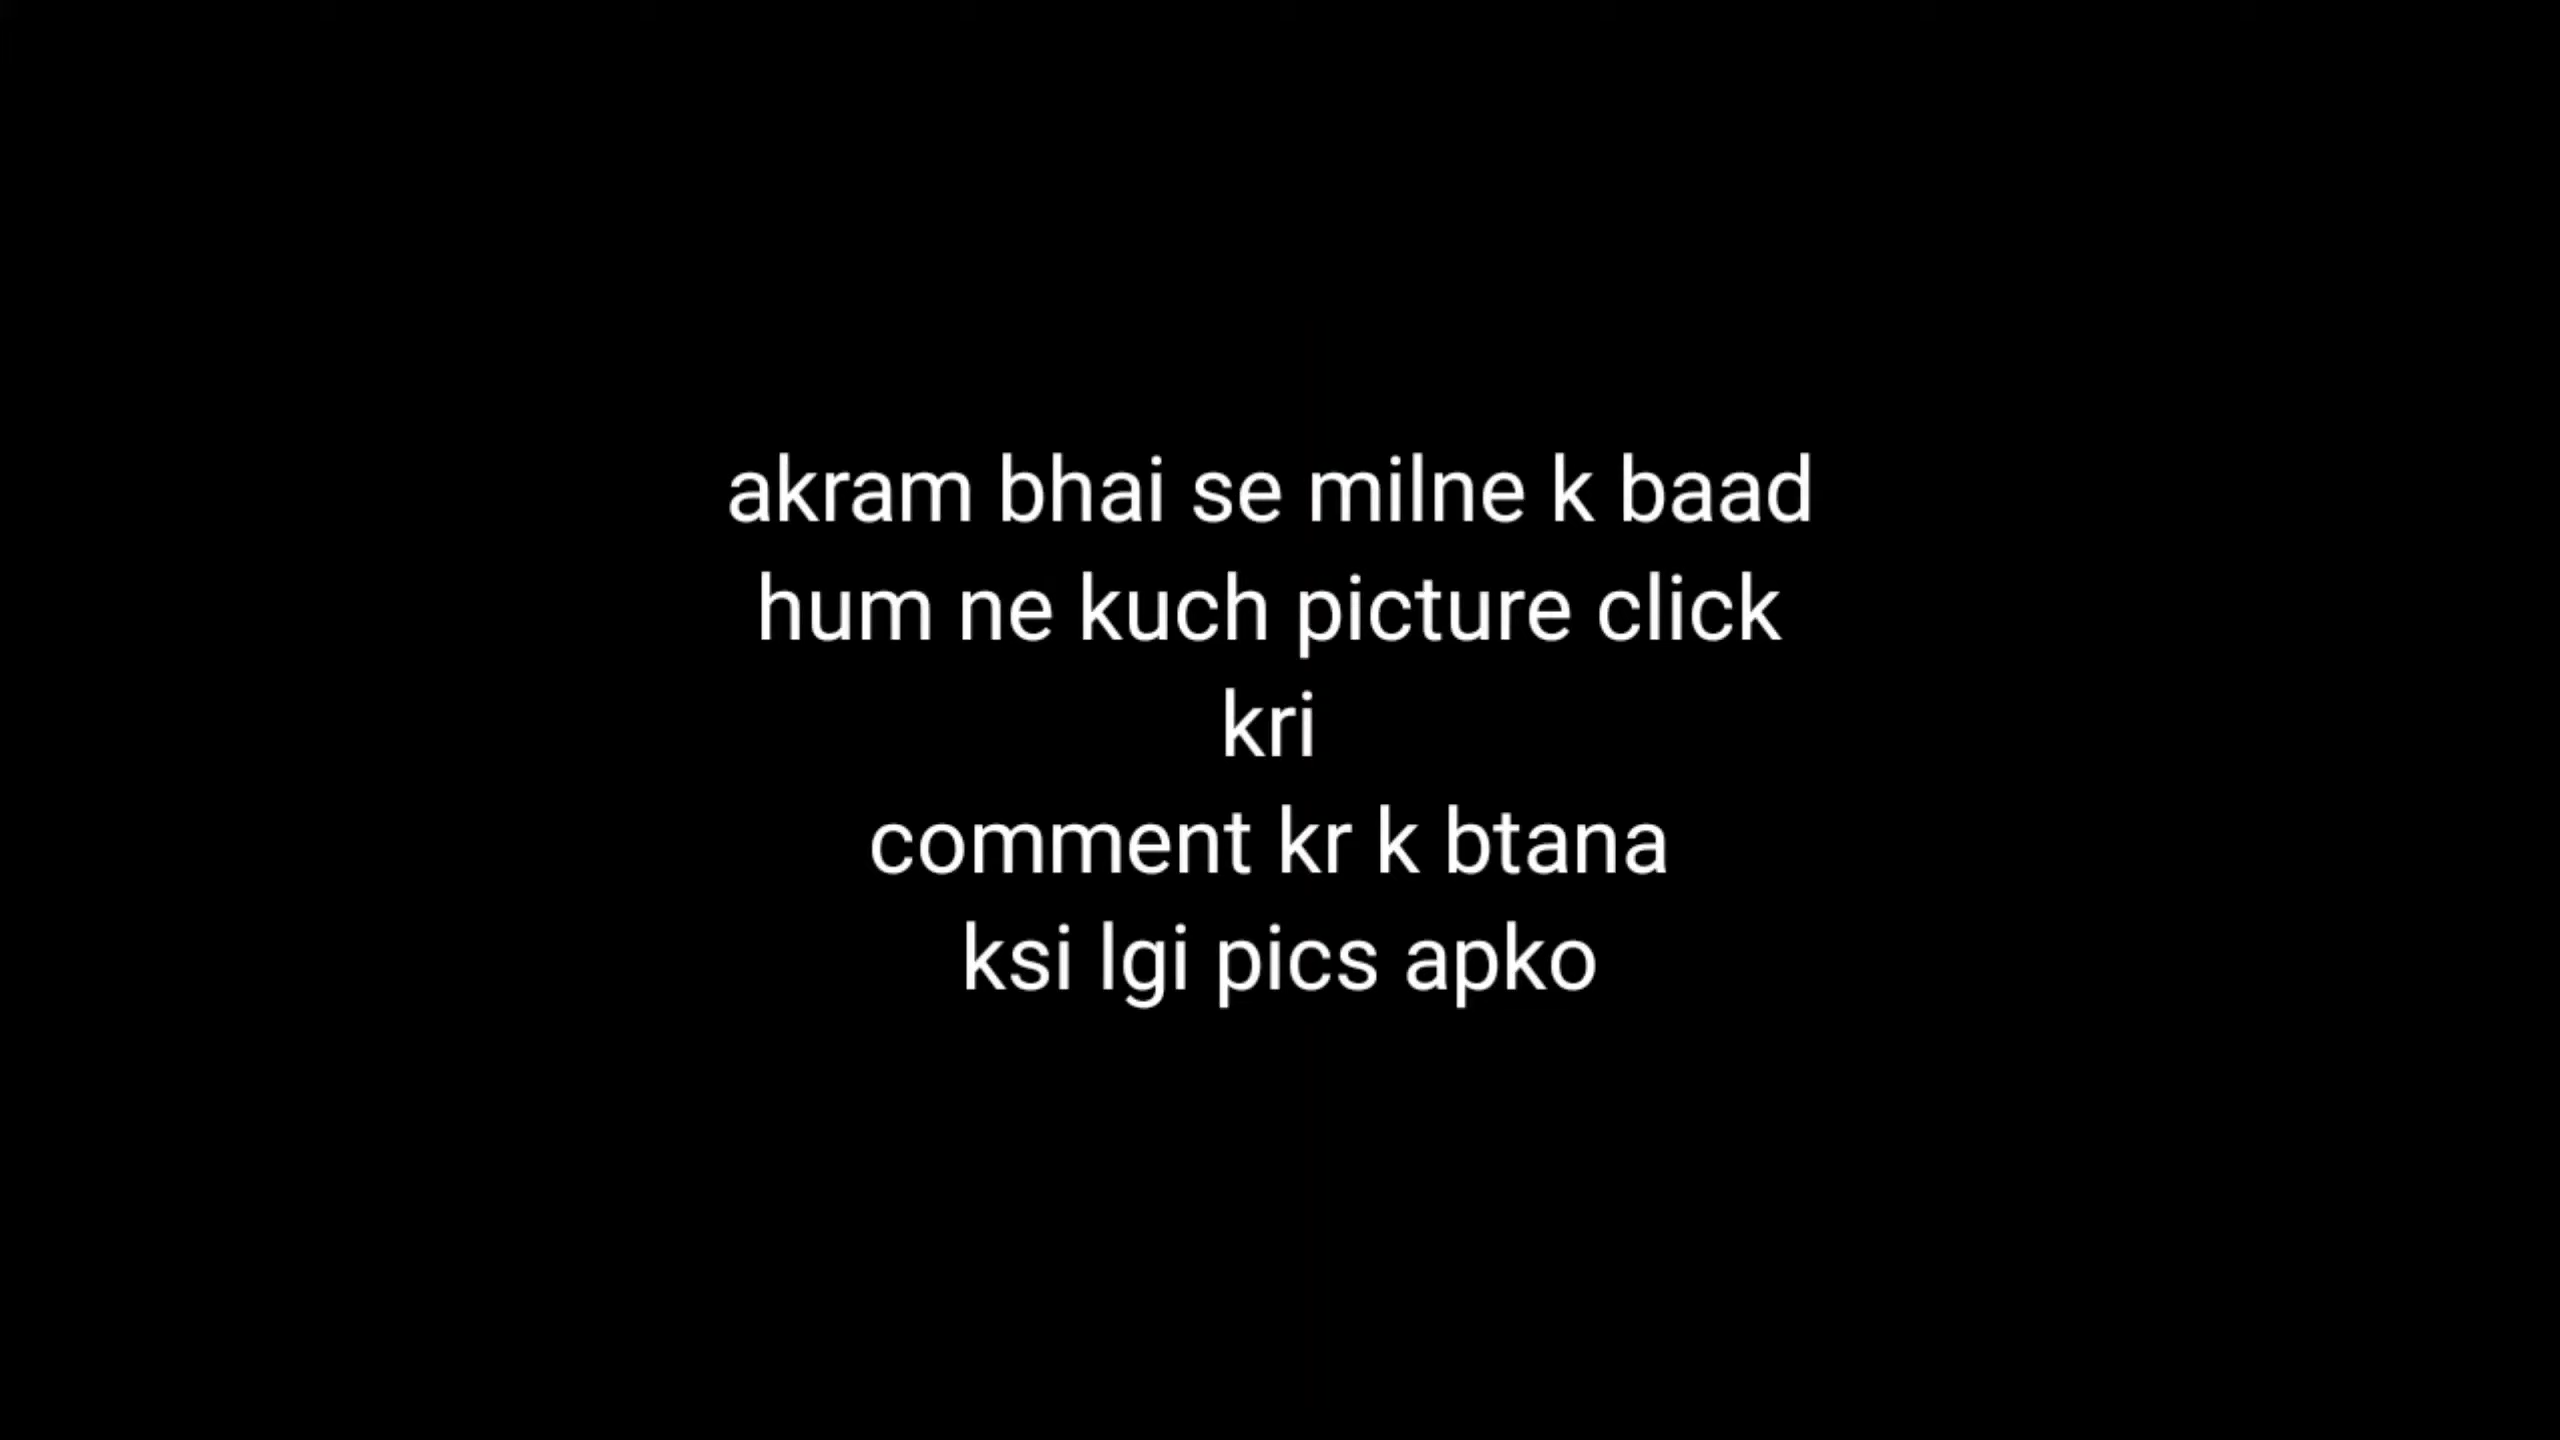 akram bhai se milne k baad
hum ne kuch picture click
kri
comment kr k btana
ksi lgi pics apko